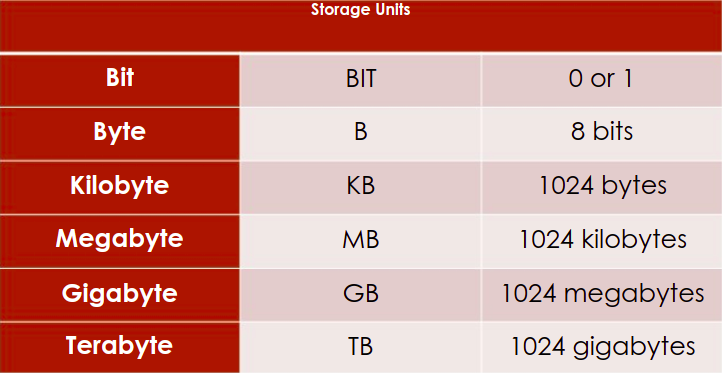 Storage Units
Bit BIT 0 or 1
Byte B 8 bits
Kilobyte KB 1024 bytes
Megabyte MB 1024 kilobytes
Gigabyte GB 1024 megabytes
Terabyte TB 1024 gigabytes